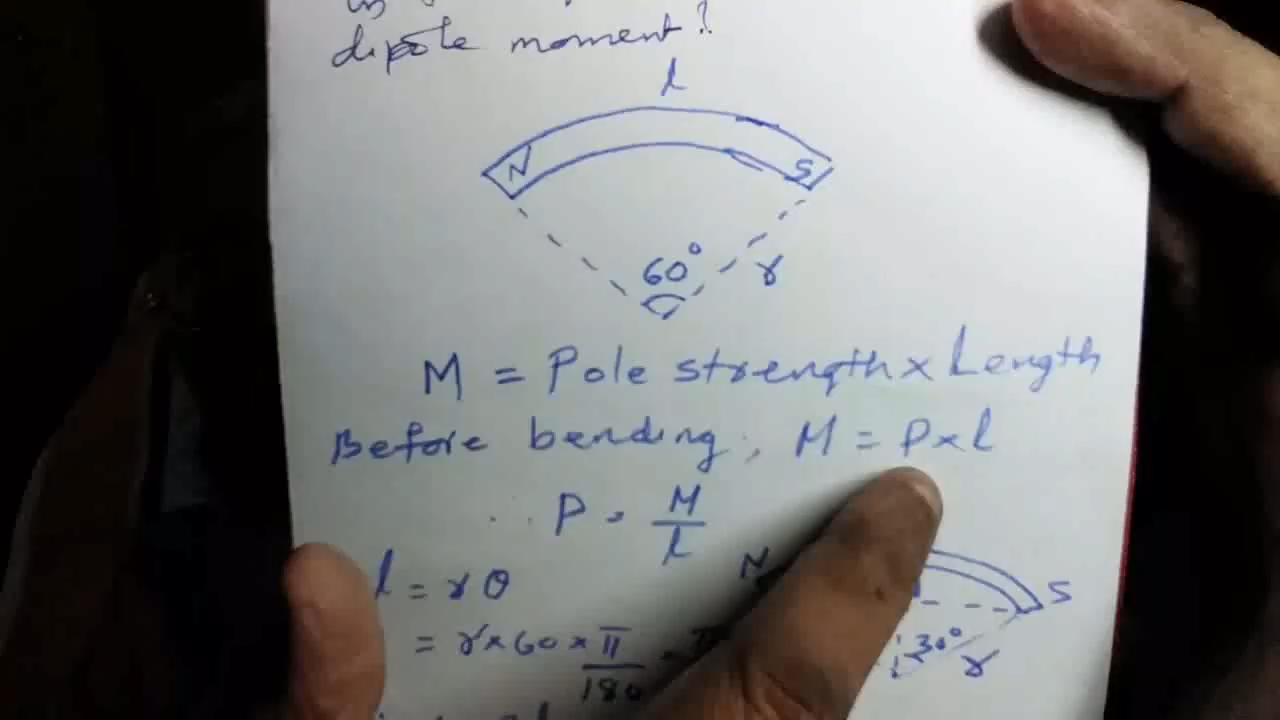 dipole moment?
l
N S
60° r
M = Pole strength × Length
Before bending, M = P×l
P = M/l
l = rθ
N S
= r×60×π/180 = π
30° r